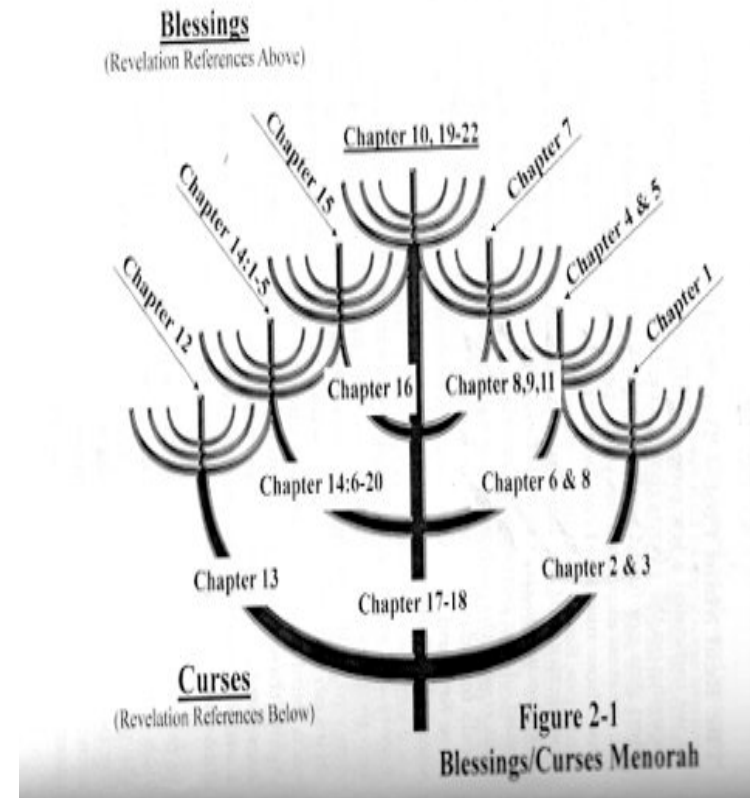 Blessings
(Revelation References Above)
Chapter 10, 19-22
Chapter 15
Chapter 7
Chapter 14:1-5
Chapter 4 & 5
Chapter 12
Chapter 1
Chapter 16
Chapter 8,9,11
Chapter 14:6-20
Chapter 6 & 8
Chapter 13
Chapter 2 & 3
Chapter 17-18
Curses
(Revelation References Below)
Figure 2-1
Blessings/Curses Menorah